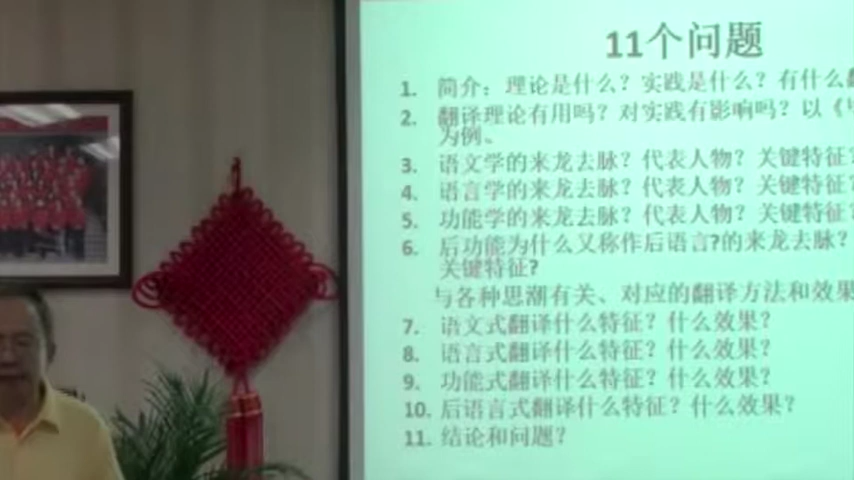 11个问题
1. 简介：理论是什么？实践是什么？有什么翻
2. 翻译理论有用吗？对实践有影响吗？以《
为例。
3. 语文学的来龙去脉？代表人物？关键特征？
4. 语言学的来龙去脉？代表人物？关键特征？
5. 功能学的来龙去脉？代表人物？关键特征？
6. 后功能为什么又称作后语言?的来龙去脉？
关键特征?
与各种思潮有关、对应的翻译方法和效果
7. 语文式翻译什么特征？什么效果？
8. 语言式翻译什么特征？什么效果？
9. 功能式翻译什么特征？什么效果？
10. 后语言式翻译什么特征？什么效果？
11. 结论和问题？